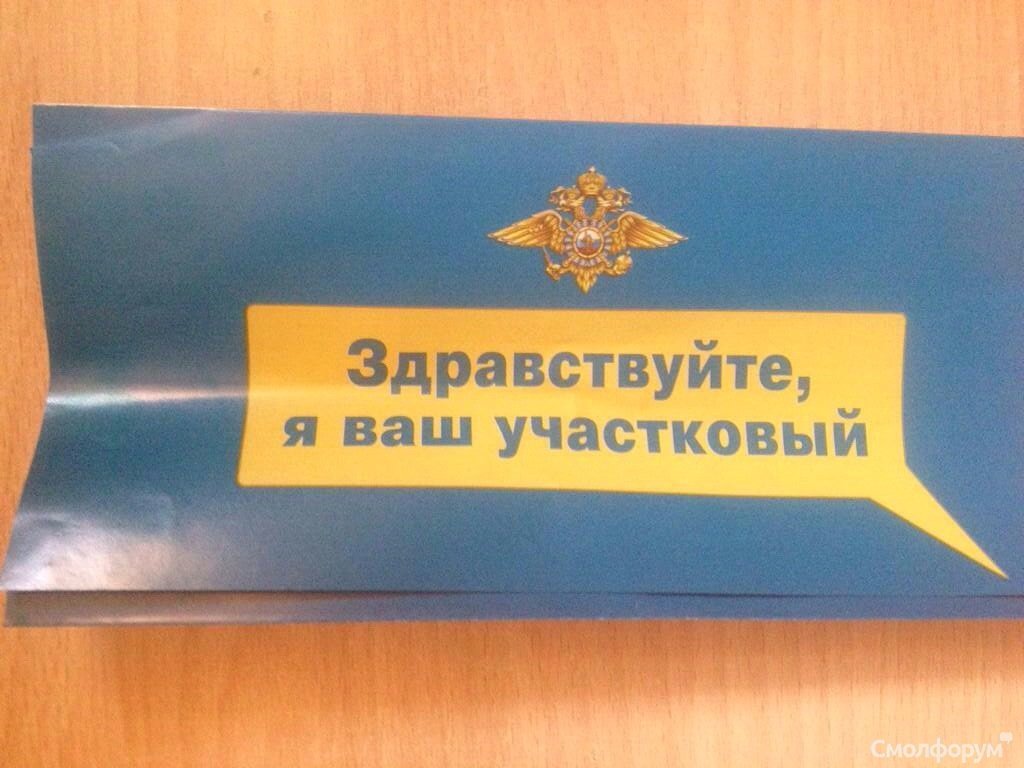 Здравствуйте,
я ваш участковый
Смолфорум